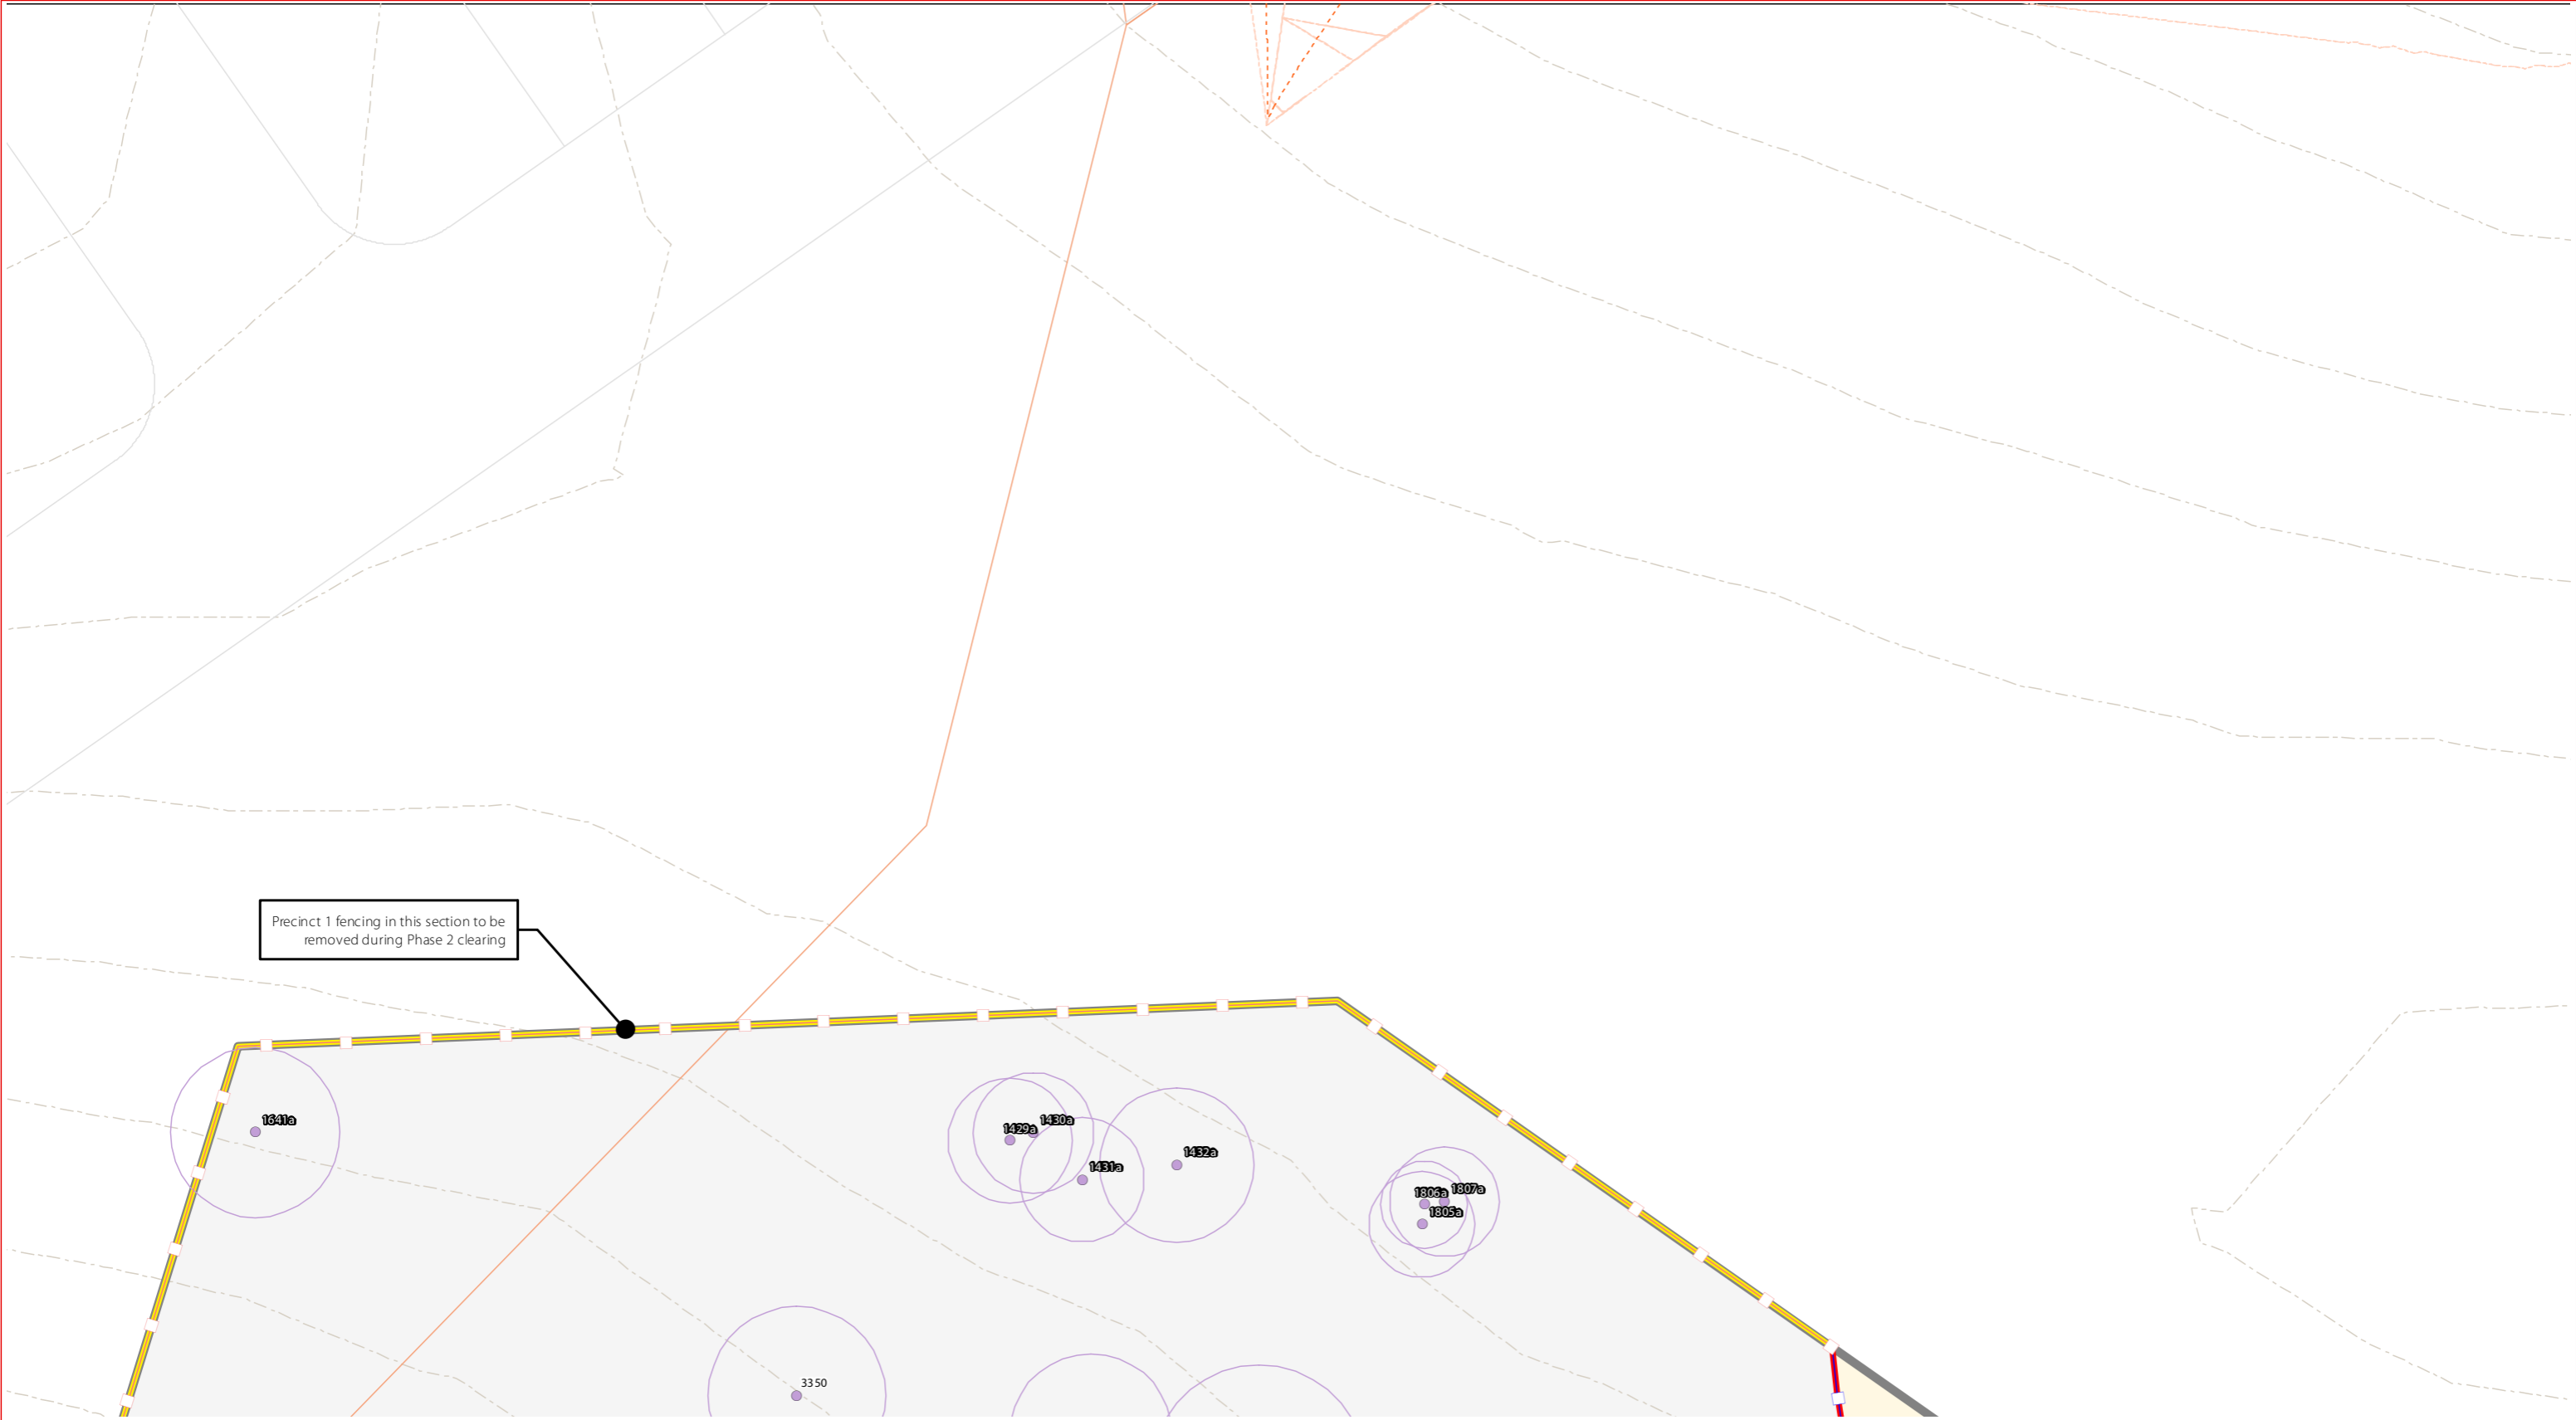 Precinct 1 fencing in this section to be
removed during Phase 2 clearing
1641a
1430a
1429a
1431a
1432a
1807a
1806a
1805a
3350